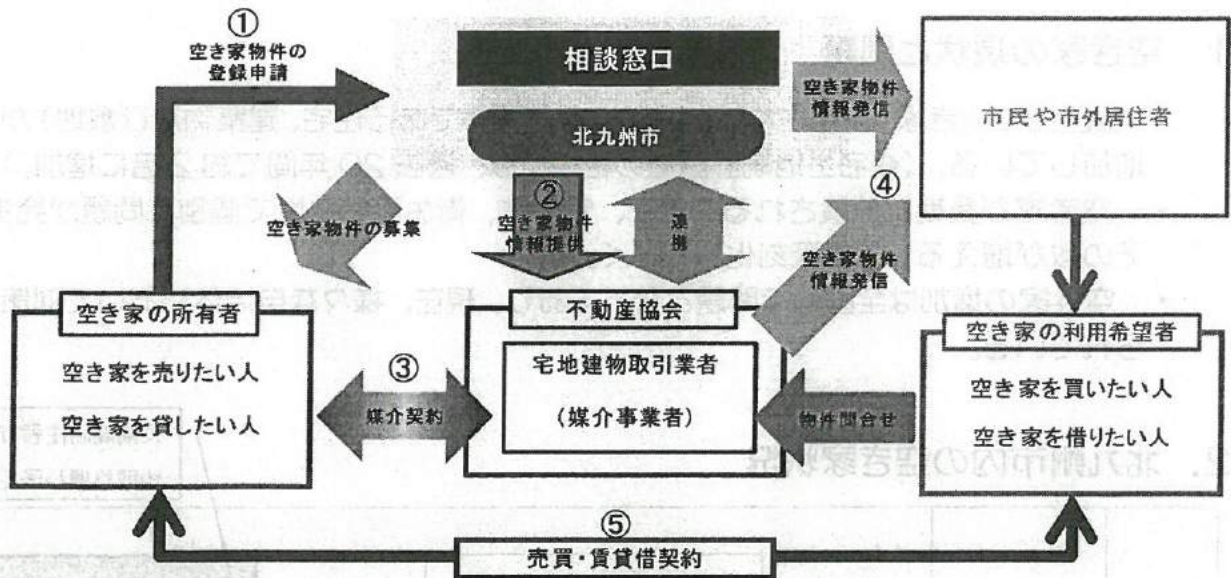 ①
空き家物件の
登録申請
相談窓口
北九州市
空き家物件
情報発信
市民や市外居住者
空き家物件の募集
②
空き家物件
情報提供
連携
④
空き家物件
情報発信
空き家の所有者
空き家を売りたい人
空き家を貸したい人
③
媒介契約
不動産協会
宅地建物取引業者
(媒介事業者)
物件問合せ
空き家の利用希望者
空き家を買いたい人
空き家を借りたい人
⑤
売買・賃貸借契約